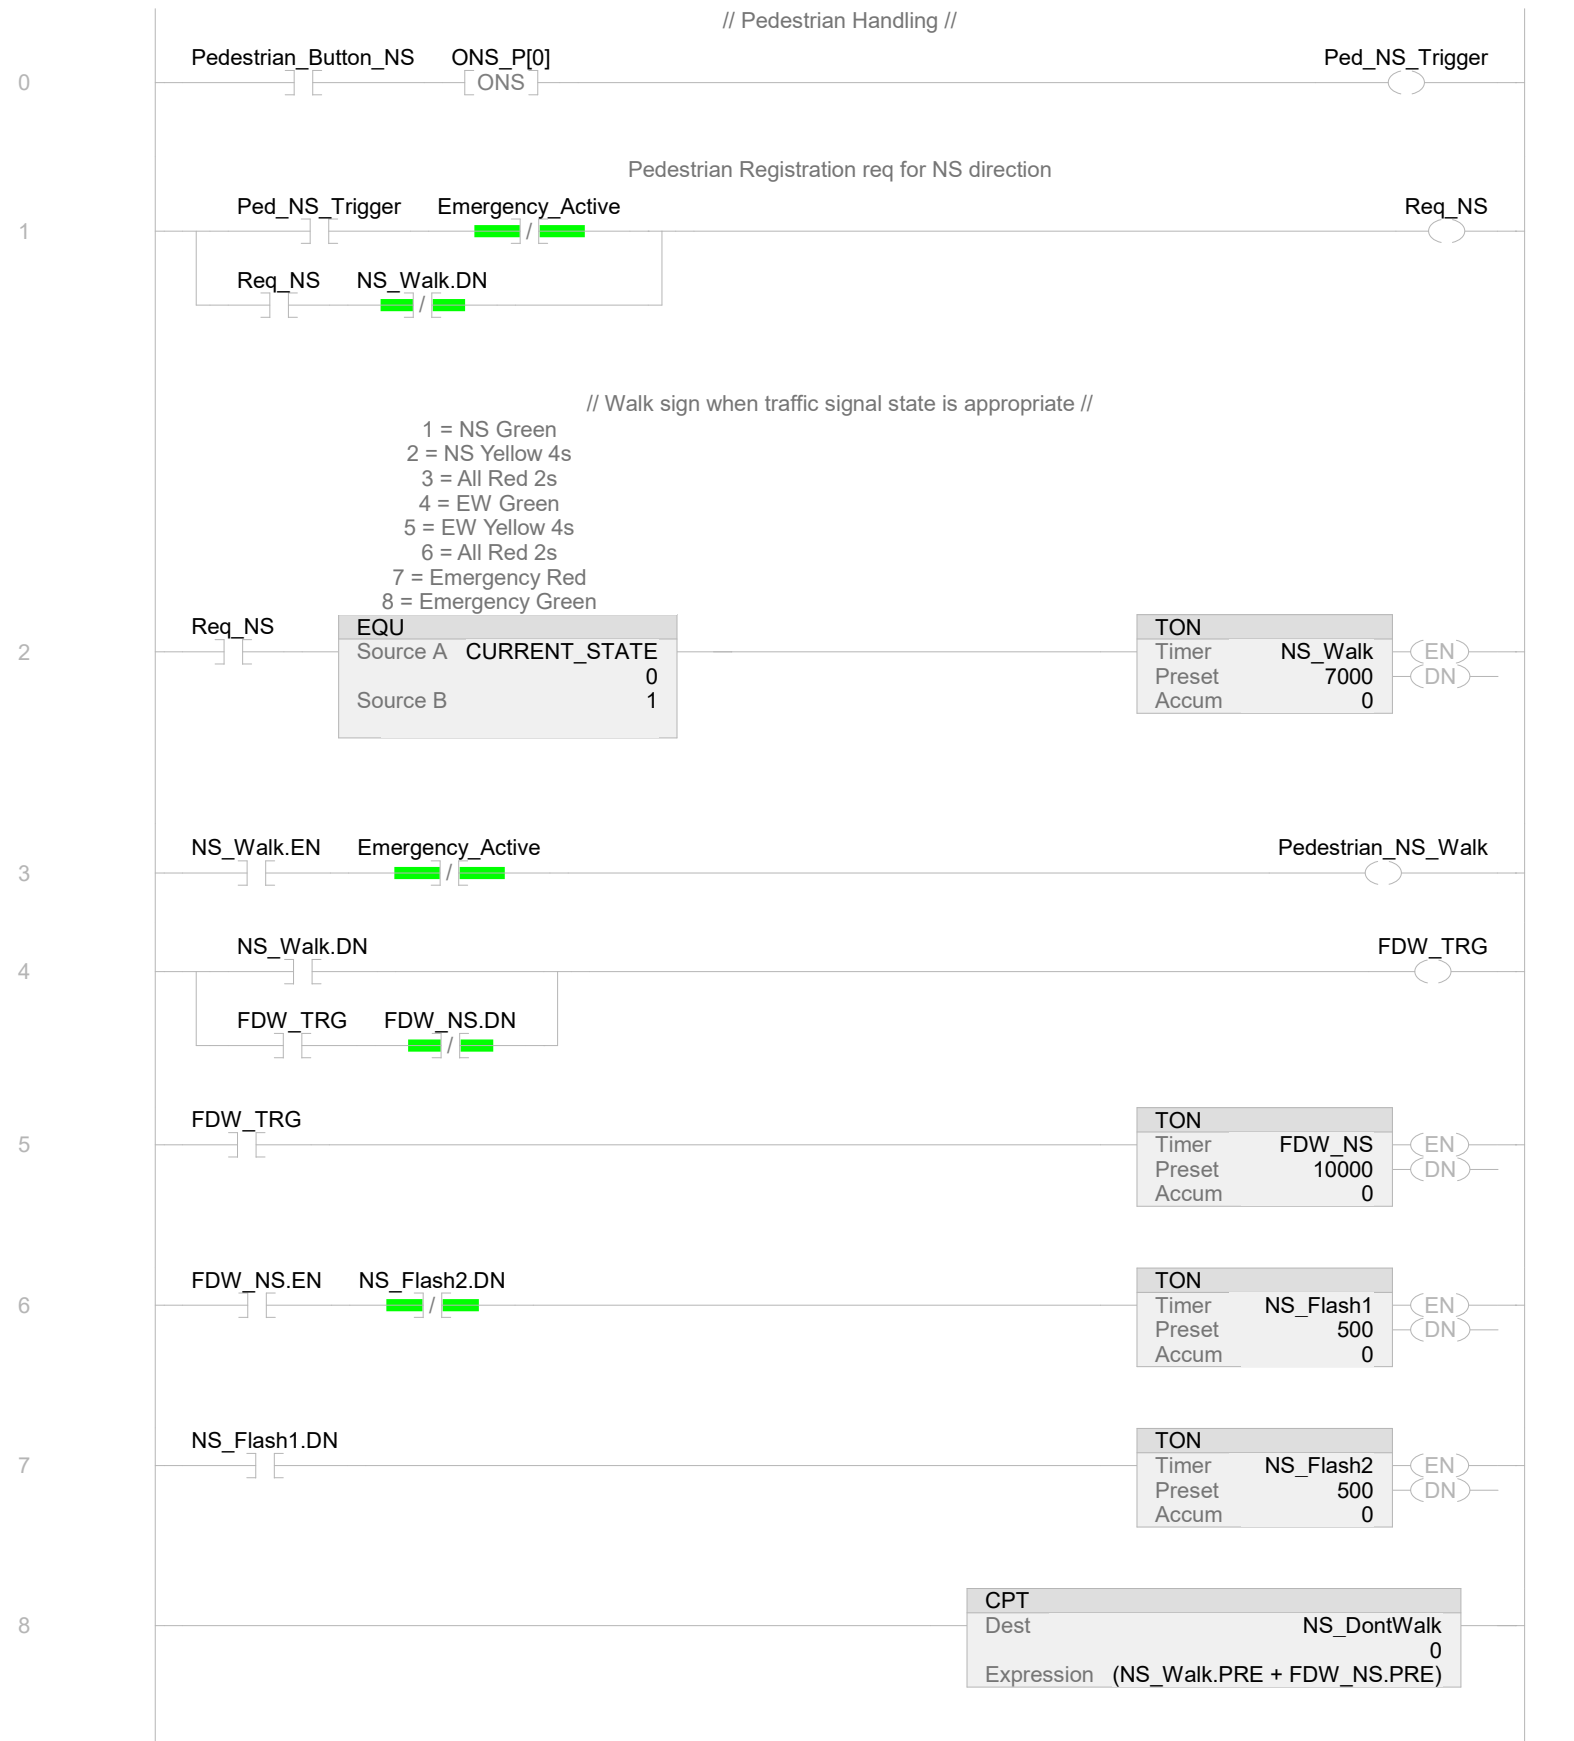 // Pedestrian Handling //
Pedestrian_Button_NS ONS_P[0] Ped_NS_Trigger
0 ONS
Pedestrian Registration req for NS direction
Ped_NS_Trigger Emergency_Active Req_NS
1 /
Req_NS NS_Walk.DN
/
// Walk sign when traffic signal state is appropriate //
1 = NS Green
2 = NS Yellow 4s
3 = All Red 2s
4 = EW Green
5 = EW Yellow 4s
6 = All Red 2s
7 = Emergency Red
8 = Emergency Green
Req_NS EQU TON
2 Source A CURRENT_STATE Timer NS_Walk EN
0 Preset 7000 DN
Source B 1 Accum 0
NS_Walk.EN Emergency_Active Pedestrian_NS_Walk
3 /
NS_Walk.DN FDW_TRG
4
FDW_TRG FDW_NS.DN
/
FDW_TRG TON
5 Timer FDW_NS EN
Preset 10000 DN
Accum 0
FDW_NS.EN NS_Flash2.DN TON
6 / Timer NS_Flash1 EN
Preset 500 DN
Accum 0
NS_Flash1.DN TON
7 Timer NS_Flash2 EN
Preset 500 DN
Accum 0
CPT
8 Dest NS_DontWalk
0
Expression (NS_Walk.PRE + FDW_NS.PRE)